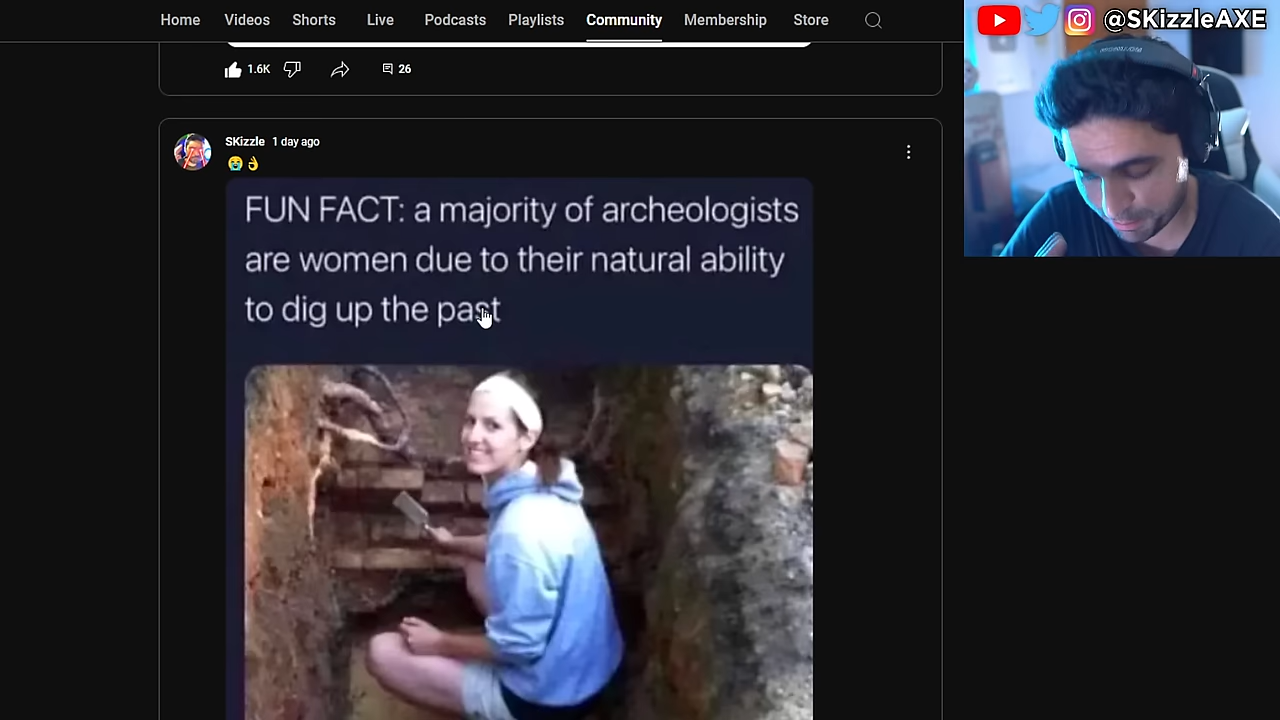 Home Videos Shorts Live Podcasts Playlists Community Membership Store
@SKizzleAXE
1.6K 26
SKizzle 1 day ago
FUN FACT: a majority of archeologists
are women due to their natural ability
to dig up the past